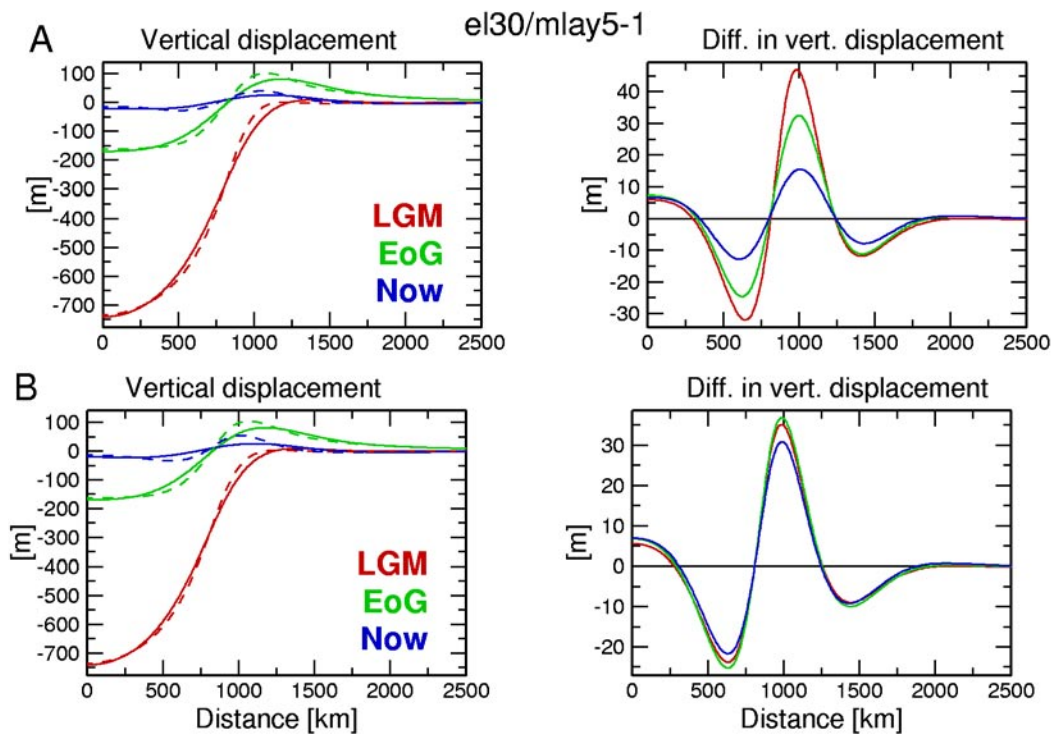 el30/mlay5-1
A
Vertical displacement
Diff. in vert. displacement
100
0
-100
-200
-300
-400
-500
-600
-700
[m]
LGM
EoG
Now
0 500 1000 1500 2000 2500
40
30
20
10
0
-10
-20
-30
[m]
0 500 1000 1500 2000 2500
B
Vertical displacement
Diff. in vert. displacement
100
0
-100
-200
-300
-400
-500
-600
-700
[m]
LGM
EoG
Now
0 500 1000 1500 2000 2500
Distance [km]
30
20
10
0
-10
-20
[m]
0 500 1000 1500 2000 2500
Distance [km]